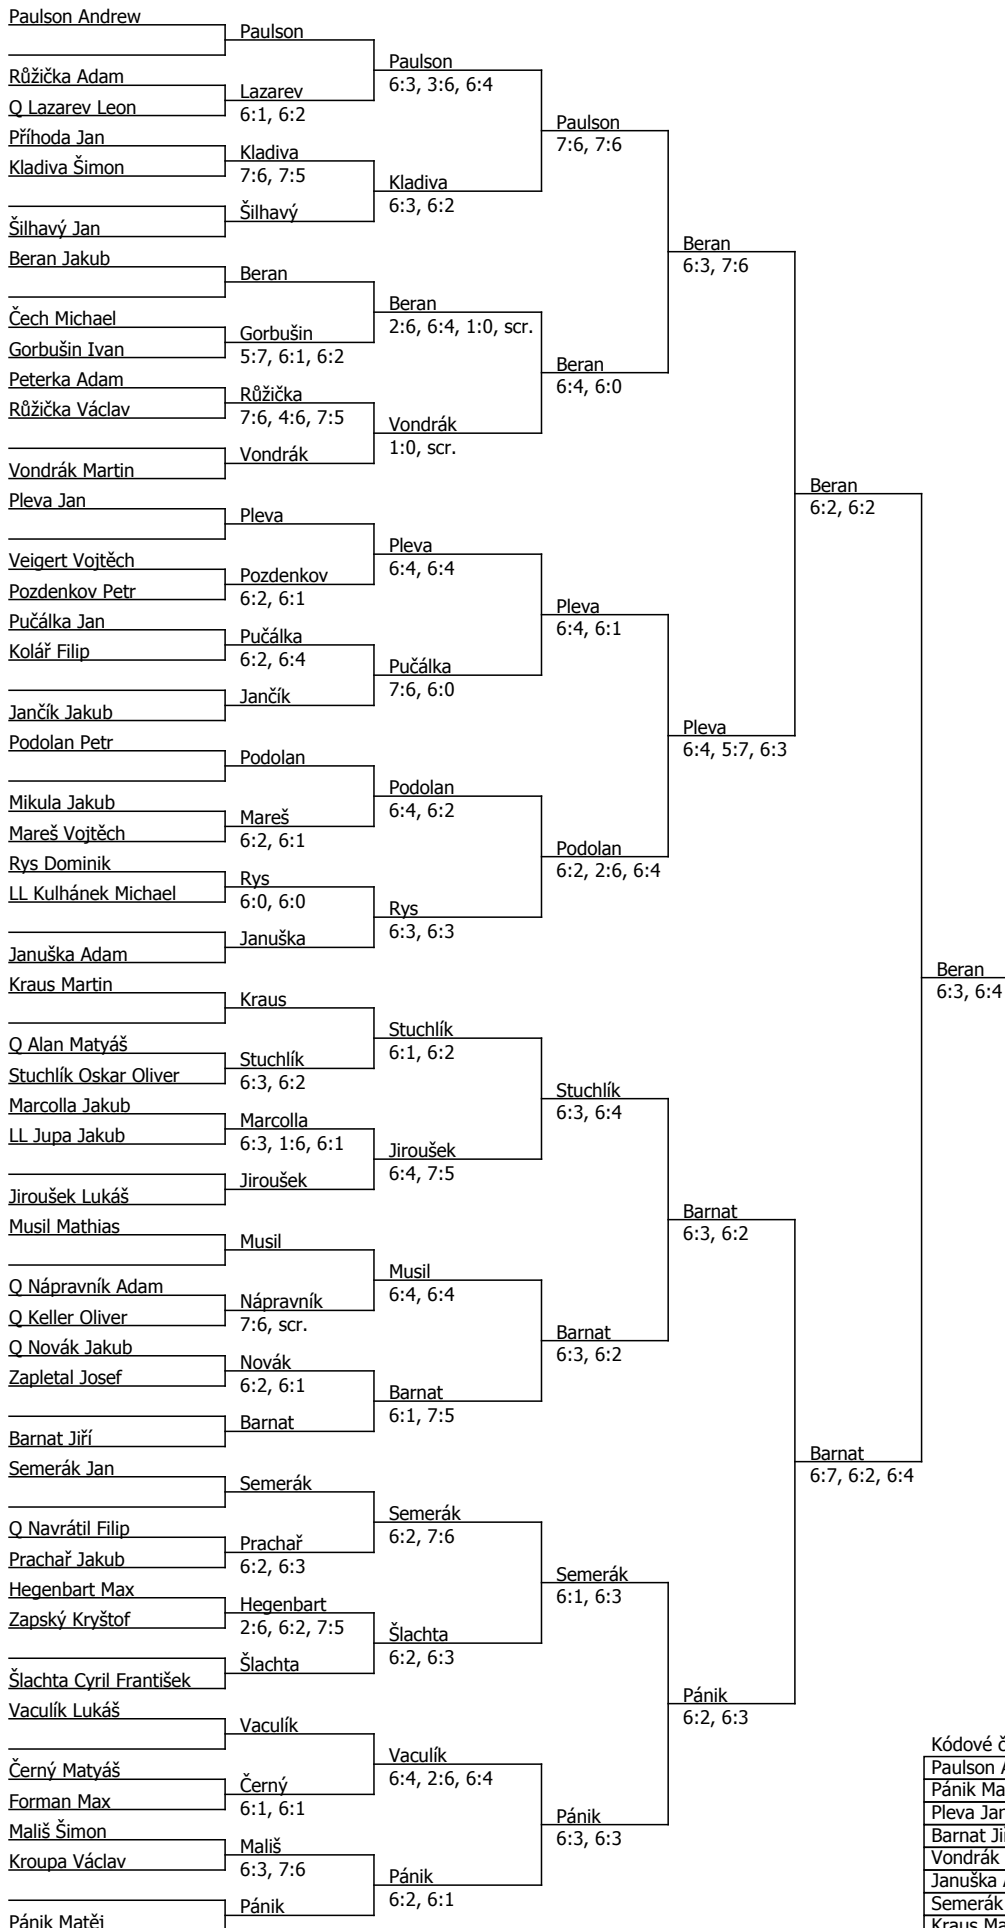 Paulson Andrew
Růžička Adam
Q Lazarev Leon
Příhoda Jan
Kladiva Šimon
Šilhavý Jan
Beran Jakub
Čech Michael
Gorbušin Ivan
Peterka Adam
Růžička Václav
Vondrák Martin
Pleva Jan
Veigert Vojtěch
Pozdenkov Petr
Pučálka Jan
Kolář Filip
Jančík Jakub
Podolan Petr
Mikula Jakub
Mareš Vojtěch
Rys Dominik
LL Kulhánek Michael
Januška Adam
Kraus Martin
Q Alan Matyáš
Stuchlík Oskar Oliver
Marcolla Jakub
LL Jupa Jakub
Jiroušek Lukáš
Musil Mathias
Q Nápravník Adam
Q Keller Oliver
Q Novák Jakub
Zapletal Josef
Barnat Jiří
Semerák Jan
Q Navrátil Filip
Prachař Jakub
Hegenbart Max
Zapský Kryštof
Šlachta Cyril František
Vaculík Lukáš
Černý Matyáš
Forman Max
Mališ Šimon
Kroupa Václav
Pánik Matěj
Paulson
Lazarev
6:1, 6:2
Kladiva
7:6, 7:5
Šilhavý
Beran
Gorbušin
5:7, 6:1, 6:2
Růžička
7:6, 4:6, 7:5
Vondrák
Pleva
Pozdenkov
6:2, 6:1
Pučálka
6:2, 6:4
Jančík
Podolan
Mareš
6:2, 6:1
Rys
6:0, 6:0
Januška
Kraus
Stuchlík
6:3, 6:2
Marcolla
6:3, 1:6, 6:1
Jiroušek
Musil
Nápravník
7:6, scr.
Novák
6:2, 6:1
Barnat
Semerák
Prachař
6:2, 6:3
Hegenbart
2:6, 6:2, 7:5
Šlachta
Vaculík
Černý
6:1, 6:1
Mališ
6:3, 7:6
Pánik
Paulson
6:3, 3:6, 6:4
Kladiva
6:3, 6:2
Beran
2:6, 6:4, 1:0, scr.
Vondrák
1:0, scr.
Pleva
6:4, 6:4
Pučálka
7:6, 6:0
Podolan
6:4, 6:2
Rys
6:3, 6:3
Stuchlík
6:1, 6:2
Jiroušek
6:4, 7:5
Musil
6:4, 6:4
Barnat
6:1, 7:5
Semerák
6:2, 7:6
Šlachta
6:2, 6:3
Vaculík
6:4, 2:6, 6:4
Pánik
6:2, 6:1
Paulson
7:6, 7:6
Beran
6:4, 6:0
Pleva
6:4, 6:1
Podolan
6:2, 2:6, 6:4
Stuchlík
6:3, 6:4
Barnat
6:3, 6:2
Semerák
6:1, 6:3
Pánik
6:3, 6:3
Beran
6:3, 7:6
Pleva
6:4, 5:7, 6:3
Barnat
6:3, 6:2
Pánik
6:2, 6:3
Beran
6:2, 6:2
Barnat
6:7, 6:2, 6:4
Beran
6:3, 6:4
Kódové
Paulson
Pánik
Pleva
Barnat
Vondrák
Januška
Semerák
Kraus